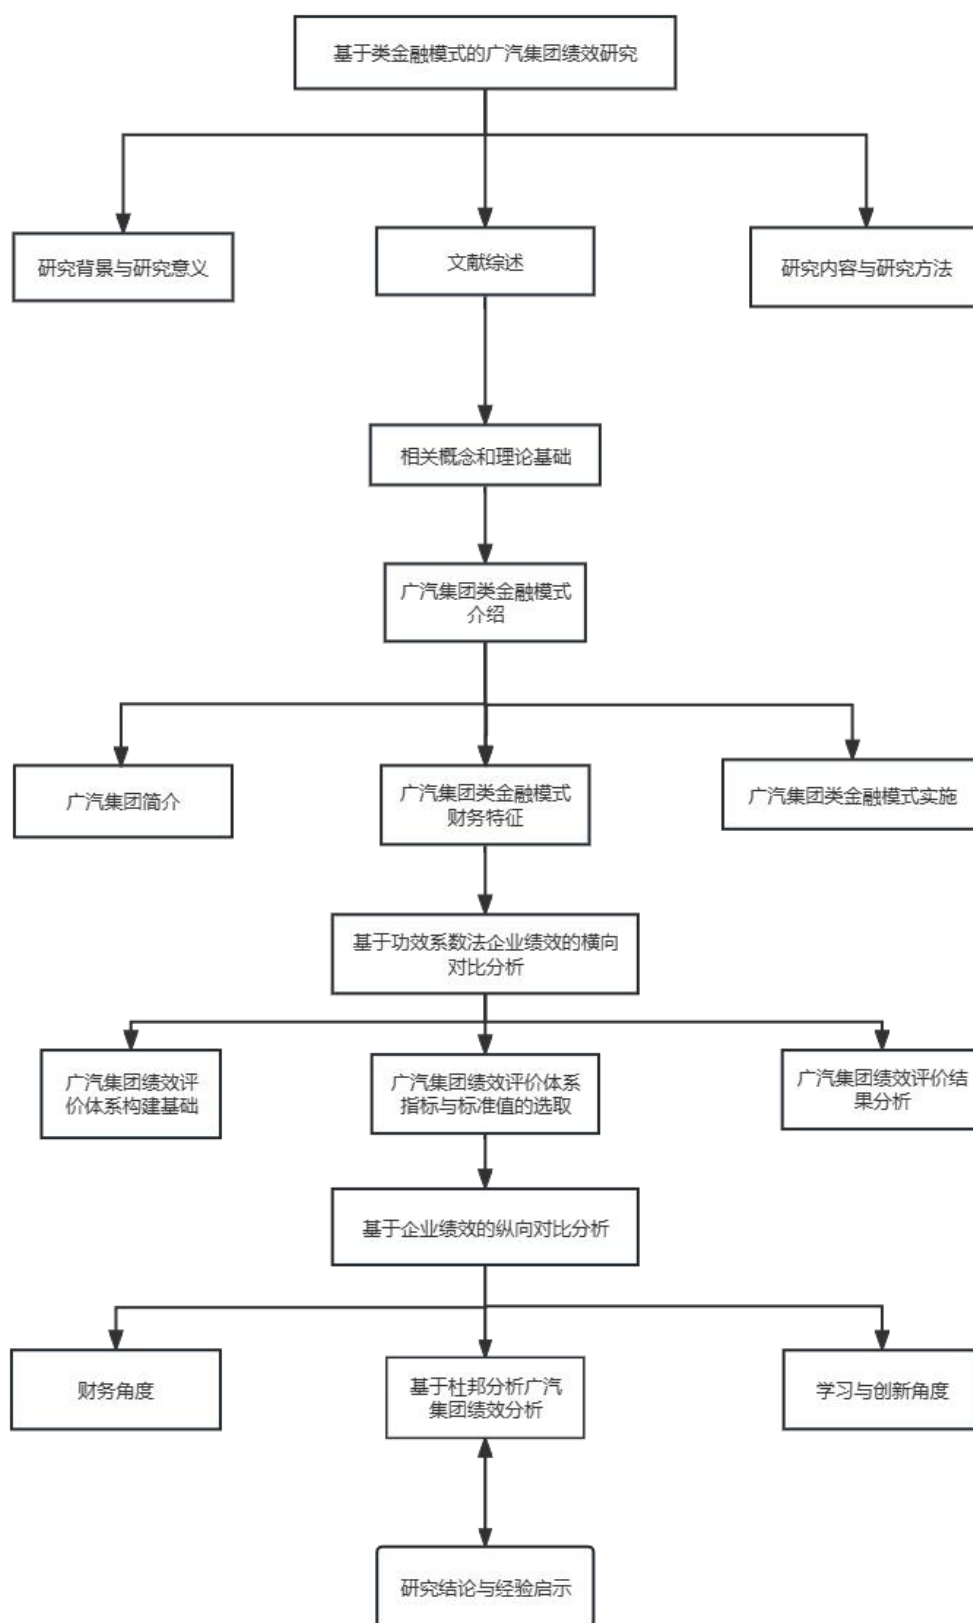 基于类金融模式的广汽集团绩效研究
研究背景与研究意义
文献综述
研究内容与研究方法
相关概念和理论基础
广汽集团类金融模式
介绍
广汽集团简介
广汽集团类金融模式
财务特征
广汽集团类金融模式实施
基于功效系数法企业绩效的横向
对比分析
广汽集团绩效评
价体系构建基础
广汽集团绩效评价体系
指标与标准值的选取
广汽集团绩效评价结
果分析
基于企业绩效的纵向对比分析
财务角度
基于杜邦分析广汽
集团绩效分析
学习与创新角度
研究结论与经验启示